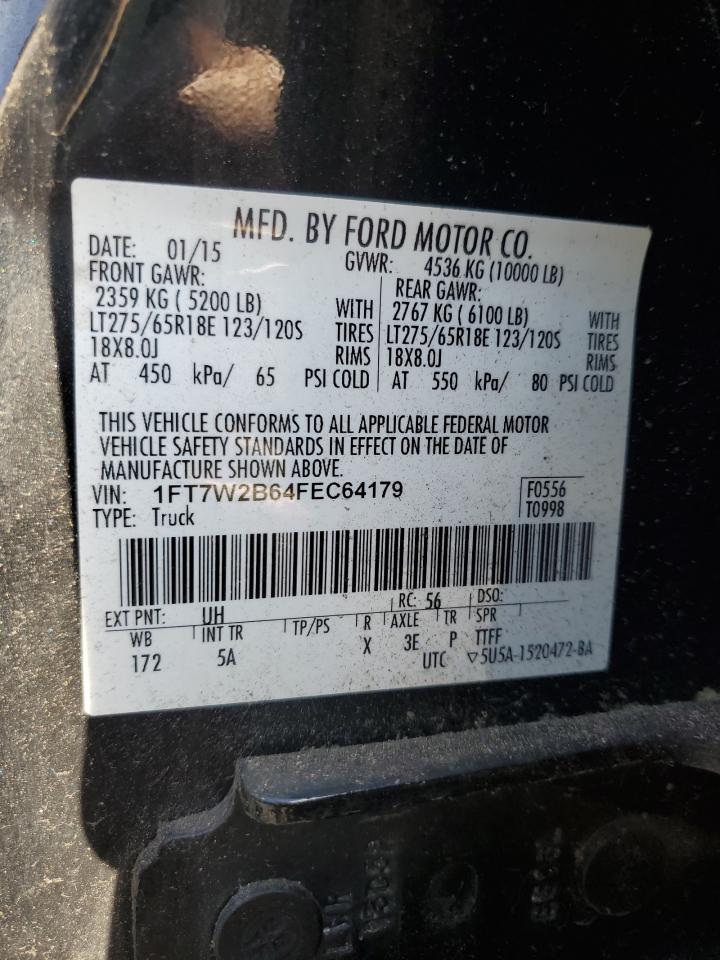 MFD. BY FORD MOTOR CO.
DATE: 01/15 GVWR: 4536 KG (10000 LB)
FRONT GAWR: REAR GAWR:
2359 KG ( 5200 LB) WITH 2767 KG ( 6100 LB) WITH
LT275/65R18E 123/120S TIRES LT275/65R18E 123/120S TIRES
18X8.0J RIMS 18X8.0J RIMS
AT 450 kPa/ 65 PSI COLD AT 550 kPa/ 80 PSI COLD
THIS VEHICLE CONFORMS TO ALL APPLICABLE FEDERAL MOTOR
VEHICLE SAFETY STANDARDS IN EFFECT ON THE DATE OF
MANUFACTURE SHOWN ABOVE.
VIN: 1FT7W2B64FEC64179 F0556
TYPE: Truck T0998
EXT PNT: UH RC: 56 DSO:
WB INT TR TP/PS R AXLE TR SPR
172 5A X 3E P TTFF
UTC ▽5U5A-1520472-BA